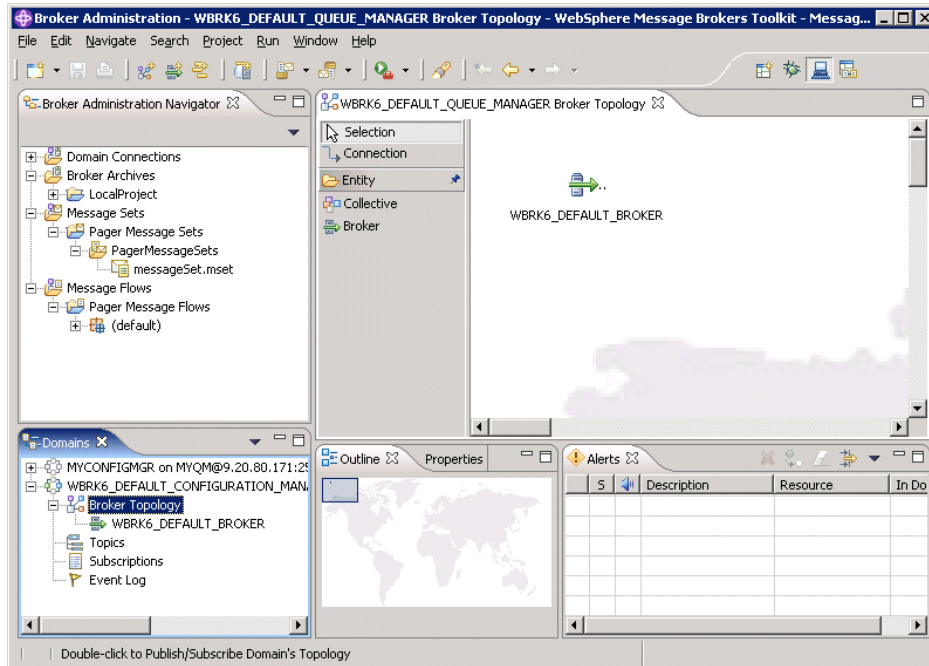 Broker Administration - WBRK6_DEFAULT_QUEUE_MANAGER Broker Topology - WebSphere Message Brokers Toolkit - Messag...
File Edit Navigate Search Project Run Window Help
Broker Administration Navigator
Domain Connections
Broker Archives
LocalProject
Message Sets
Pager Message Sets
PagerMessageSets
messageSet.mset
Message Flows
Pager Message Flows
(default)
WBRK6_DEFAULT_QUEUE_MANAGER Broker Topology
Selection
Connection
Entity
Collective
Broker
WBRK6_DEFAULT_BROKER
Domains
MYCONFIGMGR on MYQM@9.20.80.171:25
WBRK6_DEFAULT_CONFIGURATION_MAN
Broker Topology
WBRK6_DEFAULT_BROKER
Topics
Subscriptions
Event Log
Outline Properties
Alerts
S Description Resource In Do
Double-click to Publish/Subscribe Domain's Topology